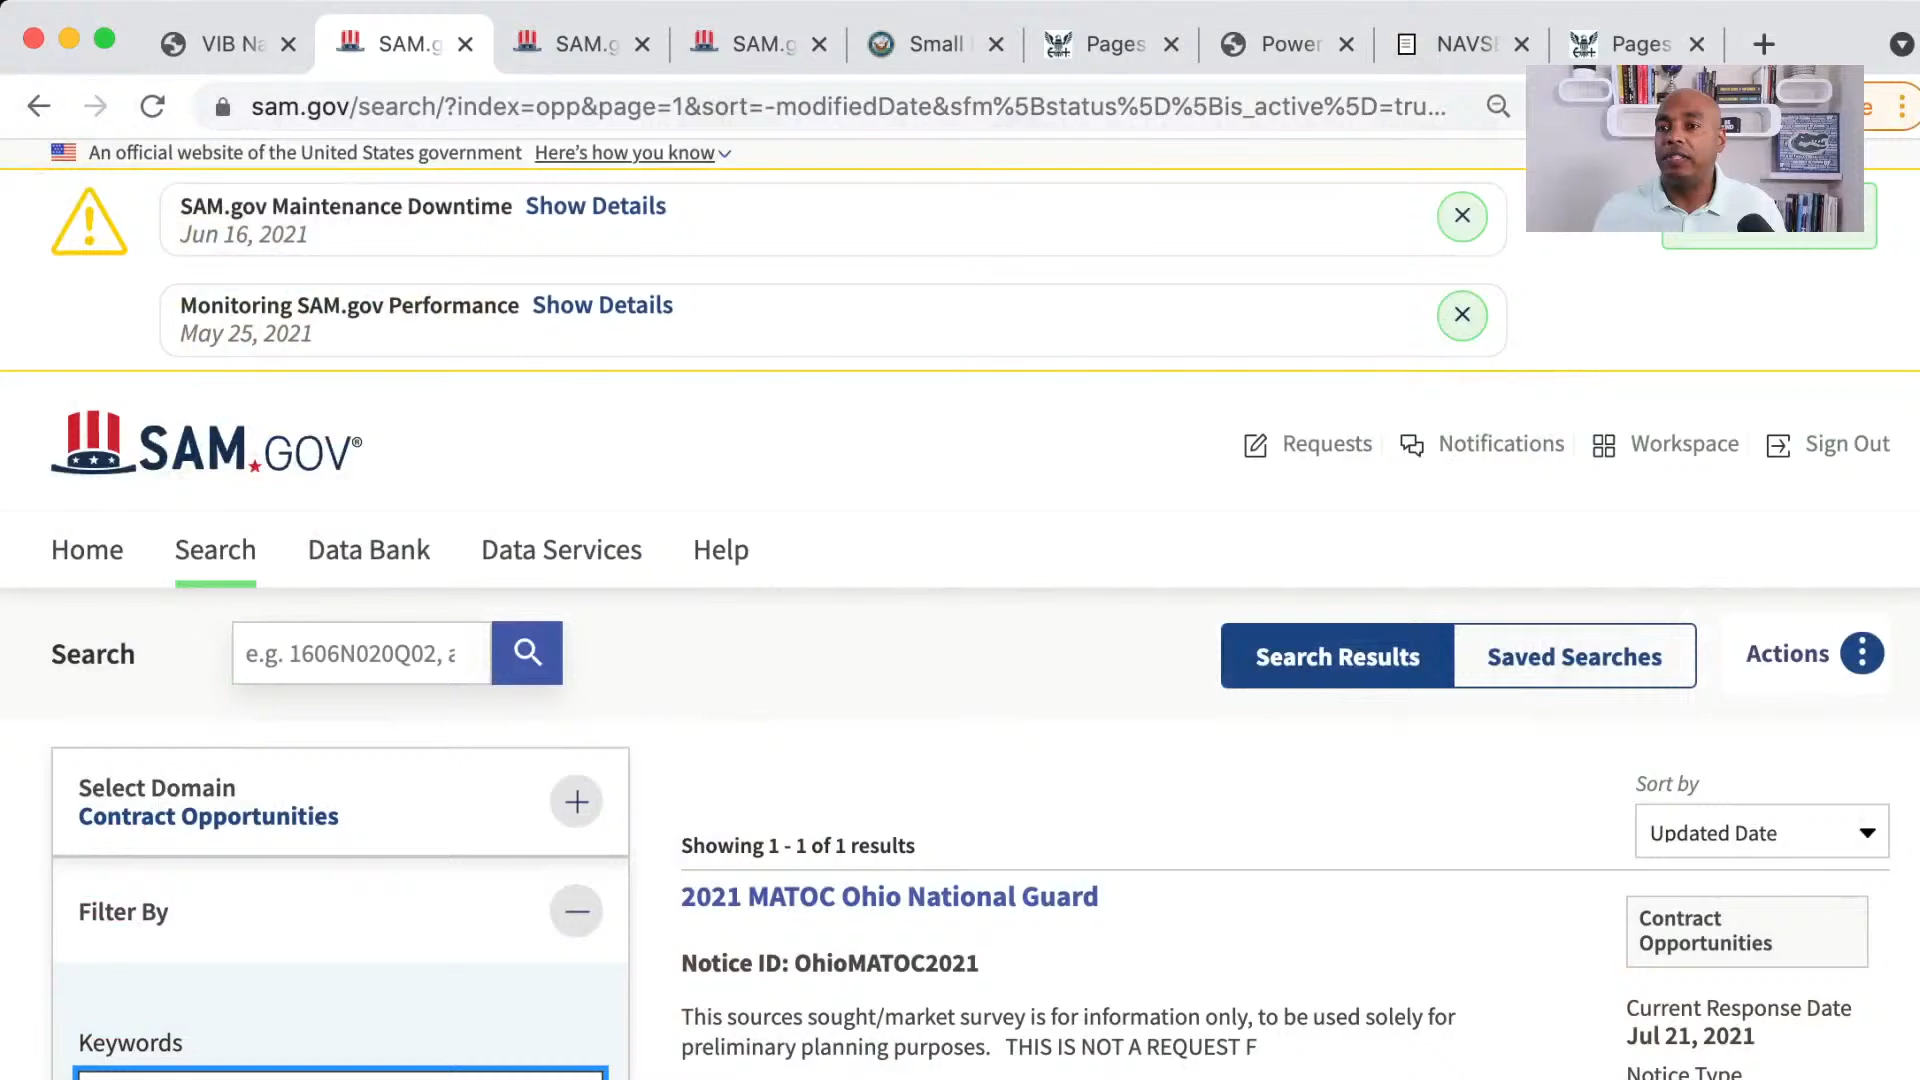 VIB Na
SAM.g
SAM.g
SAM.g
Small
Pages
Power
NAVS
Pages
sam.gov/search/?index=opp&page=1&sort=-modifiedDate&sfm%5Bstatus%5D%5Bis_active%5D=tru...
An official website of the United States government Here's how you know
SAM.gov Maintenance Downtime Show Details
Jun 16, 2021
Monitoring SAM.gov Performance Show Details
May 25, 2021
SAM.GOV®
Requests
Notifications
Workspace
Sign Out
Home
Search
Data Bank
Data Services
Help
Search
e.g. 1606N020Q02, a
Search Results
Saved Searches
Actions
Select Domain
Contract Opportunities
Filter By
Keywords
Sort by
Updated Date
Showing 1 - 1 of 1 results
2021 MATOC Ohio National Guard
Notice ID: OhioMATOC2021
This sources sought/market survey is for information only, to be used solely for
preliminary planning purposes. THIS IS NOT A REQUEST F
Contract
Opportunities
Current Response Date
Jul 21, 2021
Notice Type